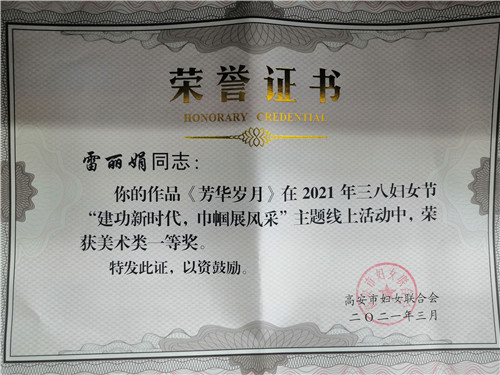 荣誉证书
HONORARY CREDENTIAL
雷丽娟同志：
你的作品《芳华岁月》在2021年三八妇女节
“建功新时代，巾帼展风采”主题线上活动中，荣
获美术类一等奖。
特发此证，以资鼓励。
高安市妇女联合会
二〇二一年三月